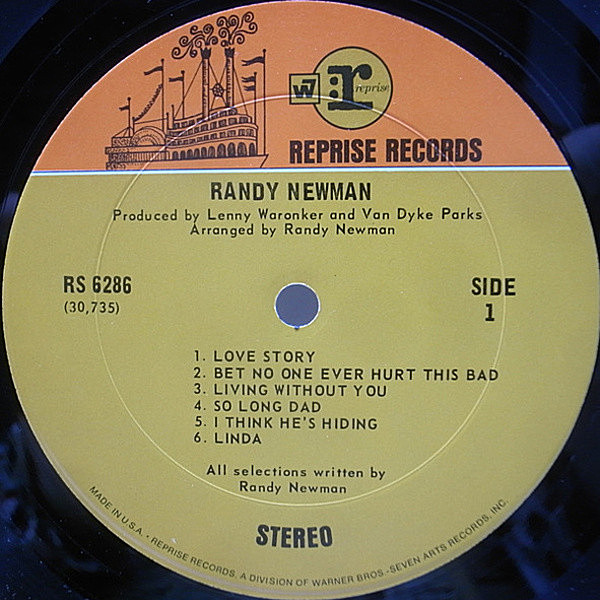 W7
r:
reprise
REPRISE RECORDS
RANDY NEWMAN
Produced by Lenny Waronker and Van Dyke Parks
Arranged by Randy Newman
RS 6286
(30,735)
SIDE
1
1. LOVE STORY
2. BET NO ONE EVER HURT THIS BAD
3. LIVING WITHOUT YOU
4. SO LONG DAD
5. I THINK HE'S HIDING
6. LINDA
All selections written by
Randy Newman
STEREO
MADE IN U.S.A. • REPRISE RECORDS, A DIVISION OF WARNER BROS.-SEVEN ARTS RECORDS, INC.